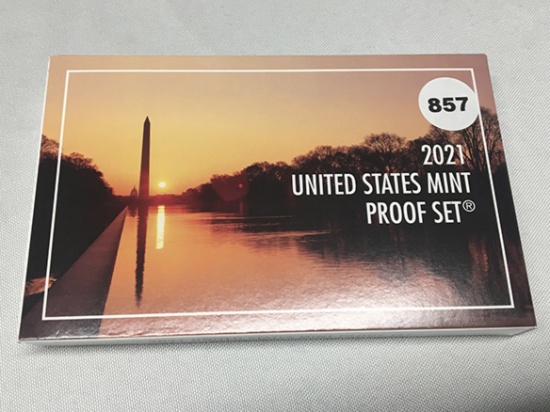 857
2021
UNITED STATES MINT
PROOF SET®